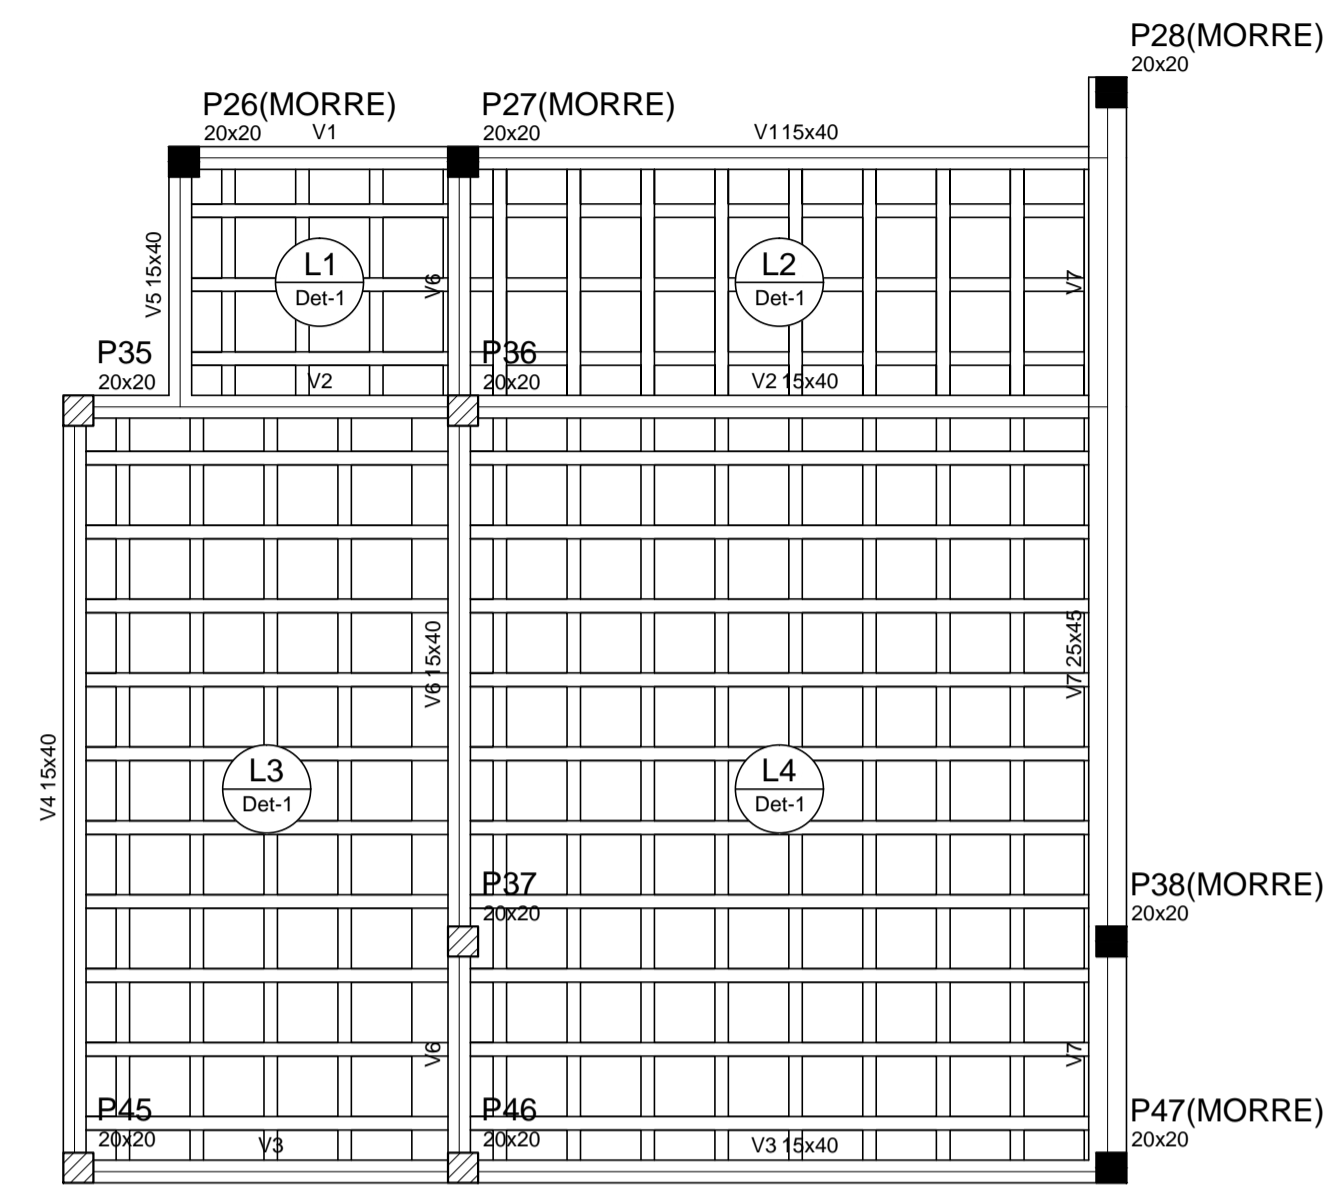 P28(MORRE)
20x20
P26(MORRE)
20x20
V1
P27(MORRE)
20x20
V115x40
V5 15x40
L1
Det-1
V6
L2
Det-1
V7
P35
20x20
V2
P36
20x20
V2 15x40
V6 15x40
V7 25x45
V4 15x40
L3
Det-1
L4
Det-1
P37
20x20
P38(MORRE)
20x20
V6
V7
P45
20x20
V3
P46
20x20
V3 15x40
P47(MORRE)
20x20